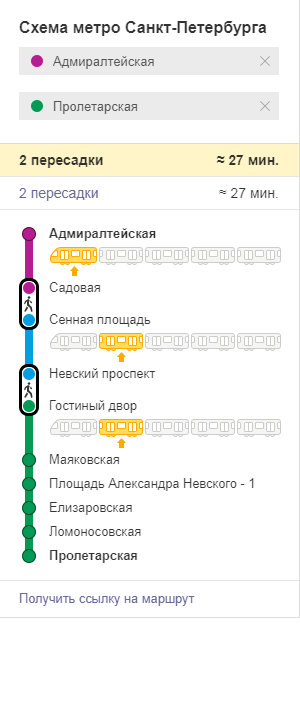 Схема метро Санкт-Петербурга
Адмиралтейская
Пролетарская
2 пересадки ≈ 27 мин.
2 пересадки ≈ 27 мин.
Адмиралтейская
Садовая
Сенная площадь
Невский проспект
Гостиный двор
Маяковская
Площадь Александра Невского - 1
Елизаровская
Ломоносовская
Пролетарская
Получить ссылку на маршрут